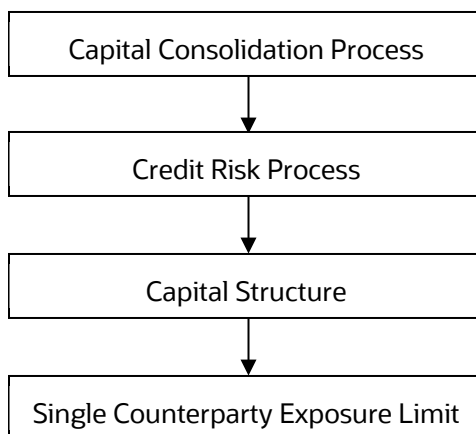 Capital Consolidation Process
Credit Risk Process
Capital Structure
Single Counterparty Exposure Limit